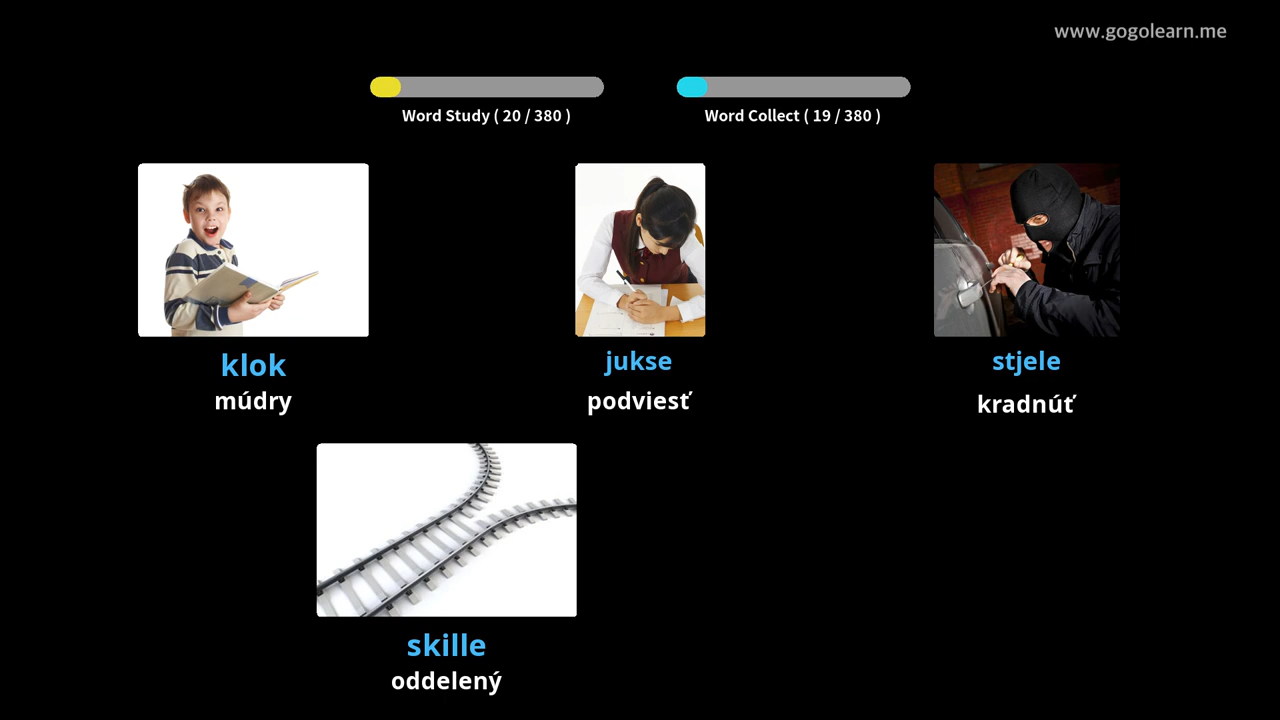 www.gogolearn.me
Word Study ( 20 / 380 )
Word Collect ( 19 / 380 )
klok
múdry
jukse
podviesť
stjele
kradnúť
skille
oddelený